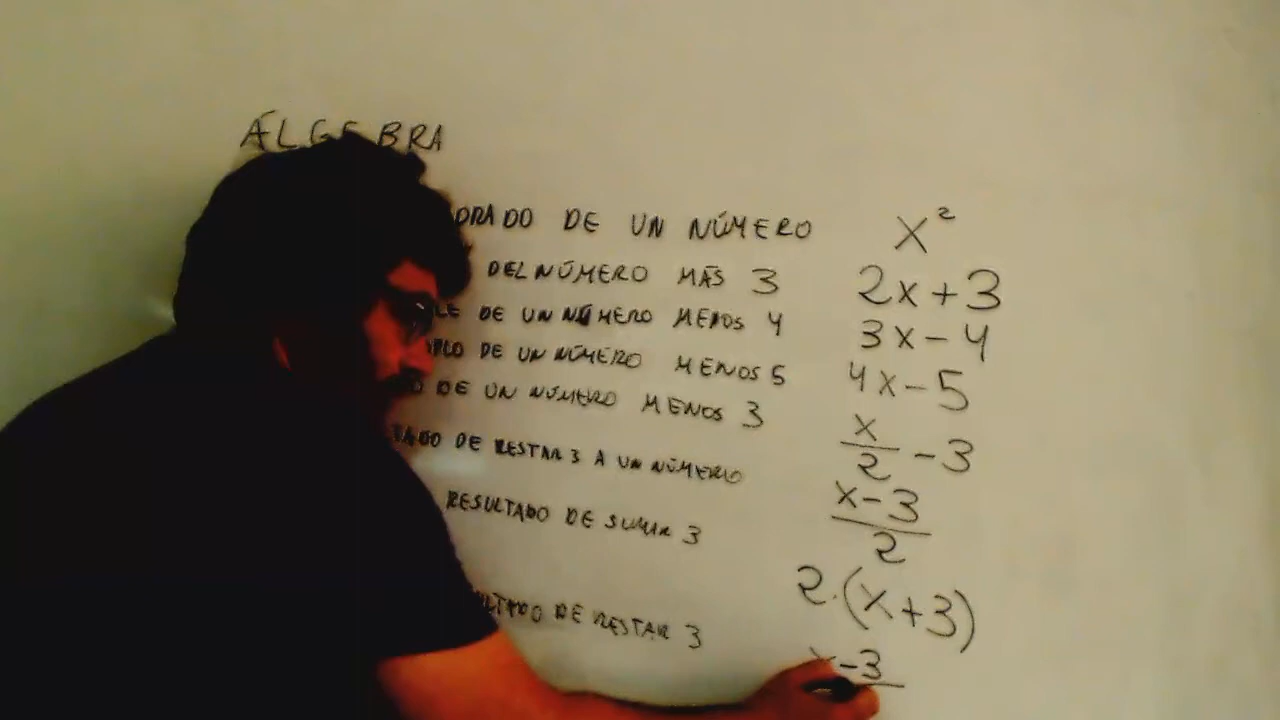 ÁLGEBRA
DE UN NÚMERO x²
DEL NÚMERO MÁS 3 2x+3
DE UN NÚMERO MENOS 4 3x-4
DE UN NÚMERO MENOS 5 4x-5
DE UN NÚMERO MENOS 3 x/2 -3
DE RESTAR 3 A UN NÚMERO x-3/2
RESULTADO DE SUMAR 3 2.(x+3)
DE RESTAR 3 -3